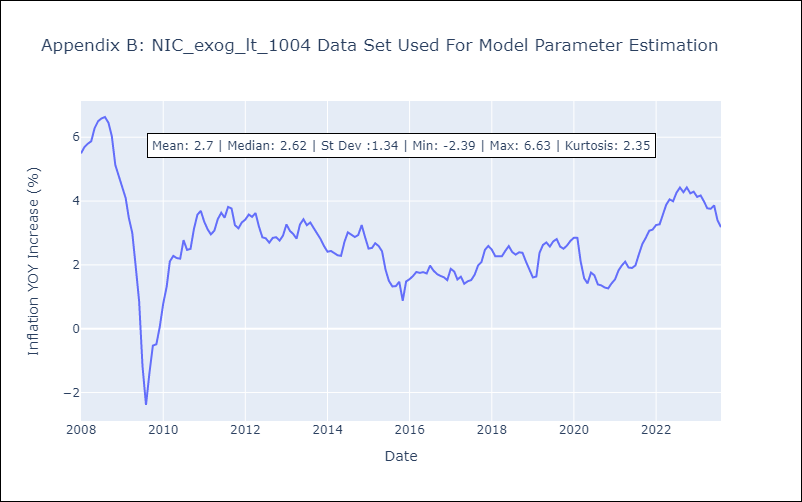 Appendix B: NIC_exog_lt_1004 Data Set Used For Model Parameter Estimation
Mean: 2.7 | Median: 2.62 | St Dev :1.34 | Min: -2.39 | Max: 6.63 | Kurtosis: 2.35
Inflation YOY Increase (%)
6
4
2
0
−2
2008 2010 2012 2014 2016 2018 2020 2022
Date